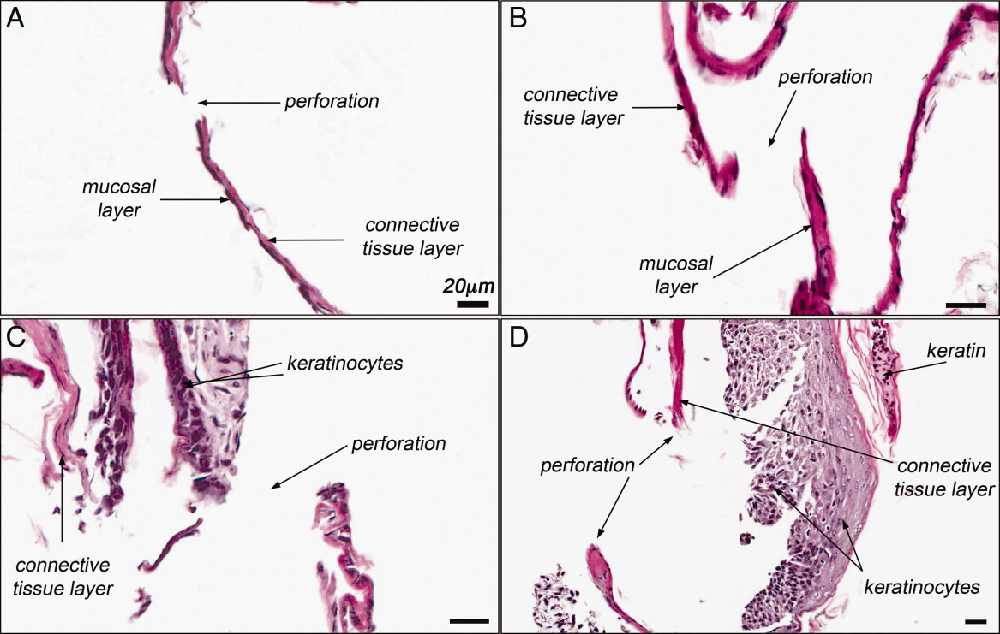 A
perforation
mucosal
layer
connective
tissue layer
20µm
B
connective
tissue layer
perforation
mucosal
layer
C
keratinocytes
perforation
connective
tissue layer
D
keratin
perforation
connective
tissue layer
keratinocytes